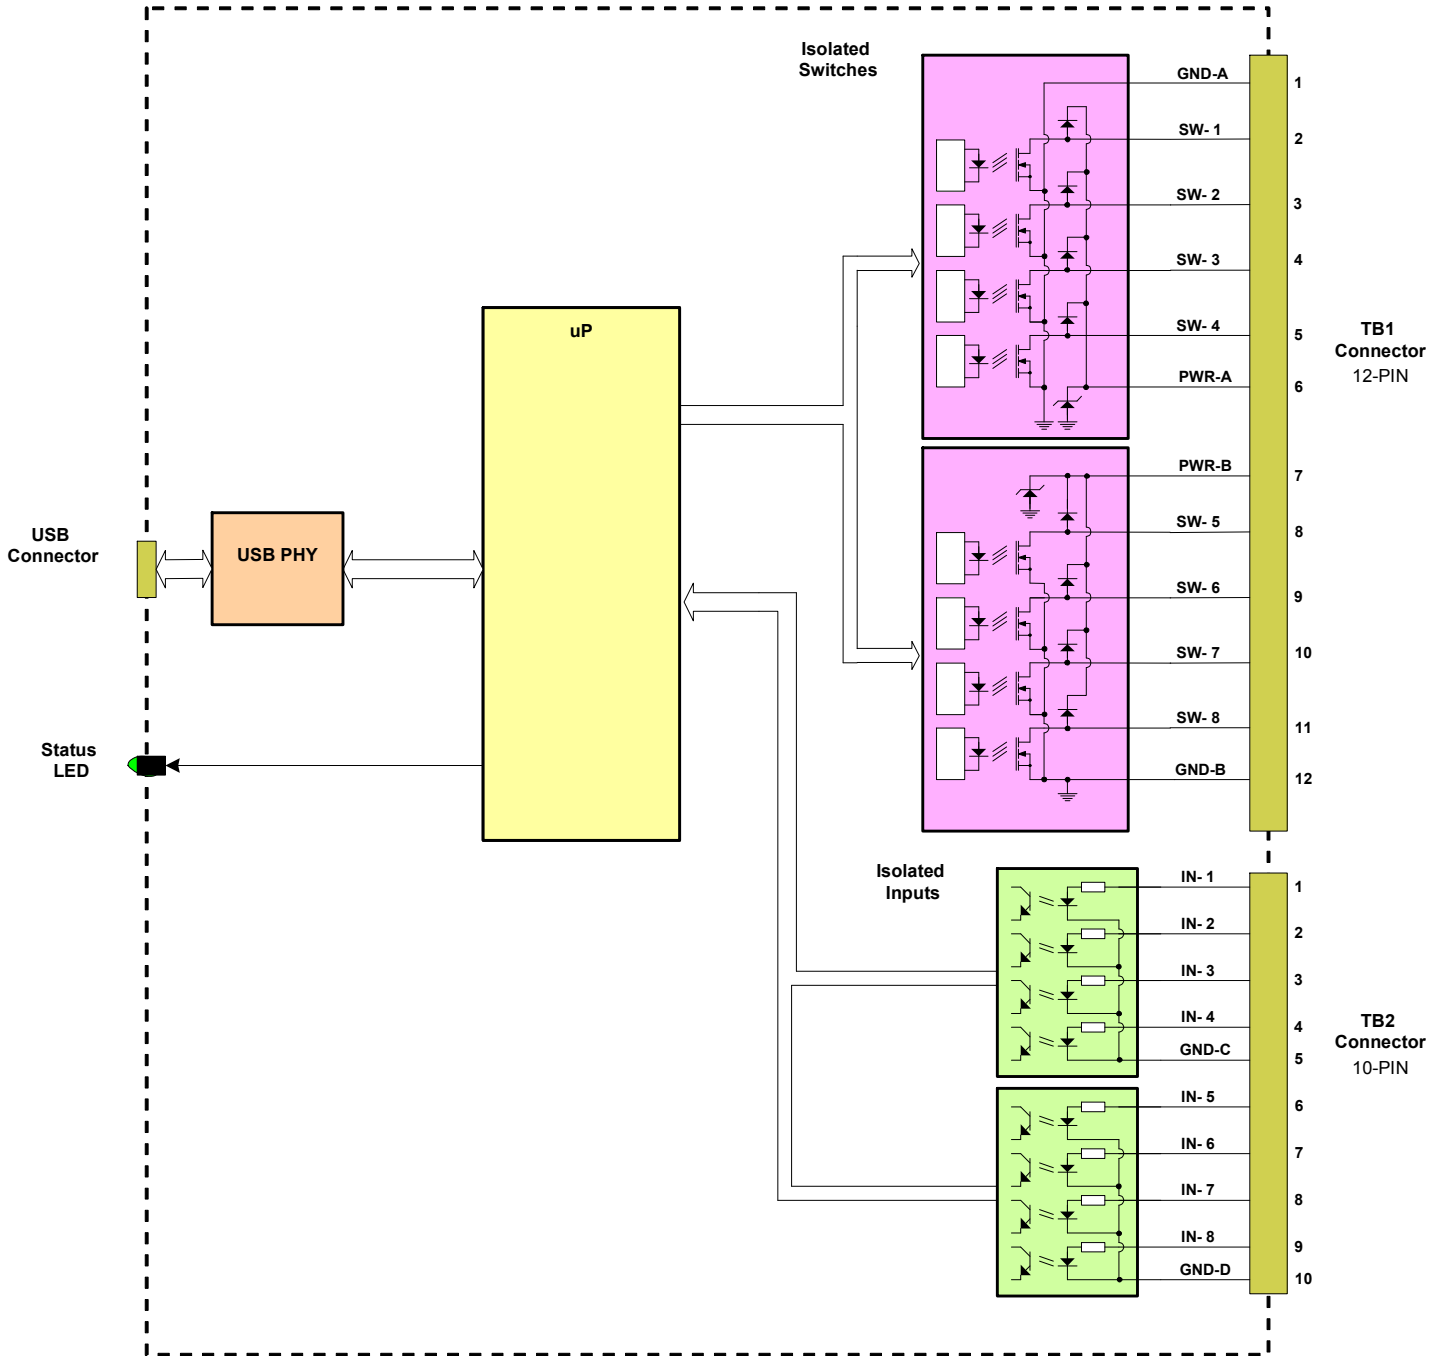 Isolated
Switches
GND-A
1
SW- 1
2
SW- 2
3
SW- 3
4
SW- 4
5
PWR-A
6
TB1
Connector
12-PIN
uP
PWR-B
7
SW- 5
8
SW- 6
9
SW- 7
10
SW- 8
11
GND-B
12
USB
Connector
USB PHY
Status
LED
Isolated
Inputs
IN- 1
1
IN- 2
2
IN- 3
3
IN- 4
4
GND-C
5
TB2
Connector
10-PIN
IN- 5
6
IN- 6
7
IN- 7
8
IN- 8
9
GND-D
10